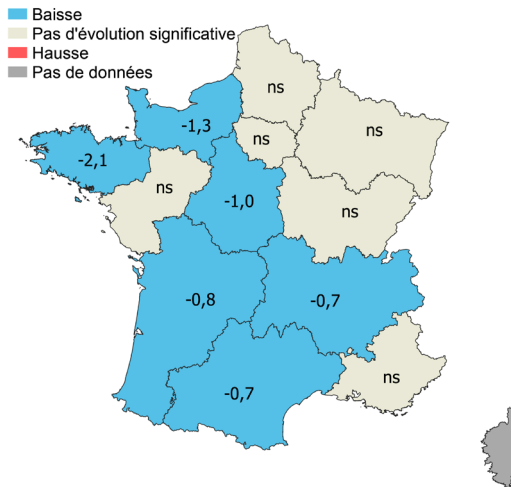 Baisse
Pas d'évolution significative
Hausse
Pas de données
ns
-1,3
ns
ns
-2,1
ns
-1,0
ns
-0,8
-0,7
ns
-0,7